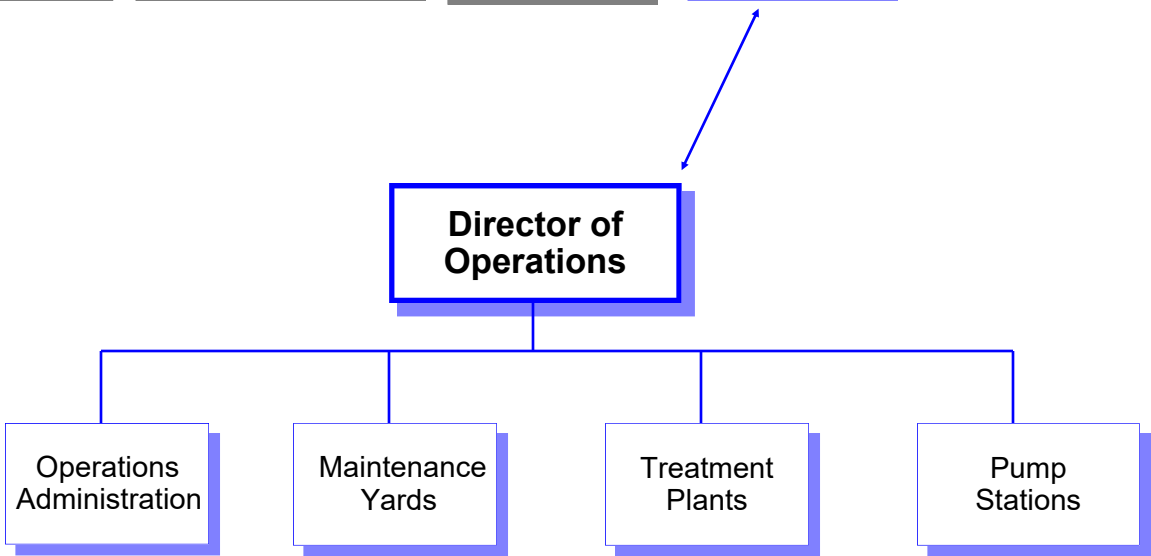 Director of
Operations
Operations
Administration
Maintenance
Yards
Treatment
Plants
Pump
Stations